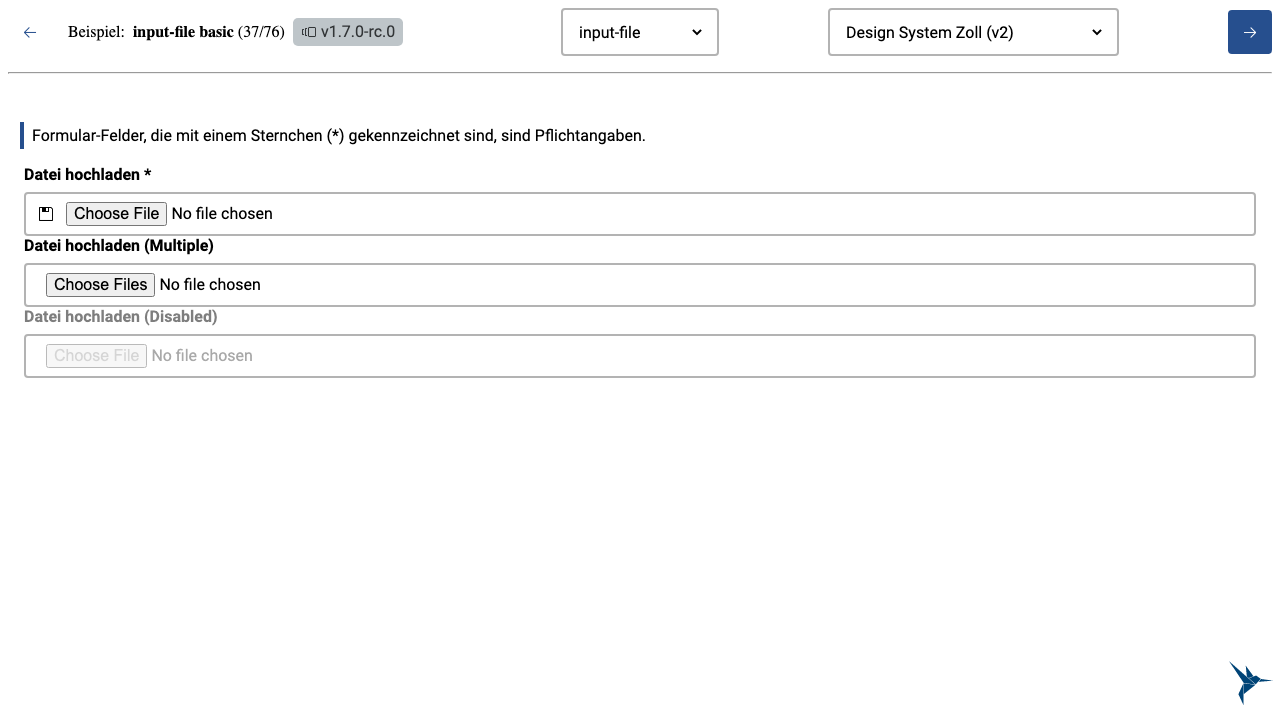 Beispiel: input-file basic (37/76) v1.7.0-rc.0 input-file Design System Zoll (v2)
Formular-Felder, die mit einem Sternchen (*) gekennzeichnet sind, sind Pflichtangaben.
Datei hochladen *
Choose File No file chosen
Datei hochladen (Multiple)
Choose Files No file chosen
Datei hochladen (Disabled)
Choose File No file chosen